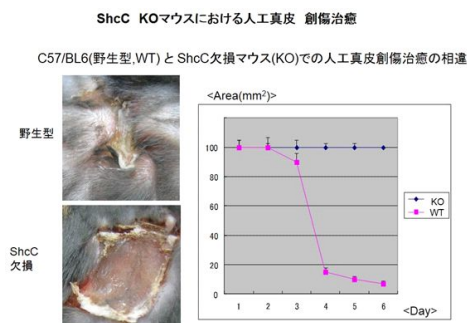 ShcC KOマウスにおける人工真皮 創傷治癒
C57/BL6(野生型,WT) と ShcC欠損マウス(KO)での人工真皮創傷治癒の相違
野生型
ShcC
欠損
<Area(mm²)>
100
80
60
40
20
0
1 2 3 4 5 6
<Day>
KO
WT